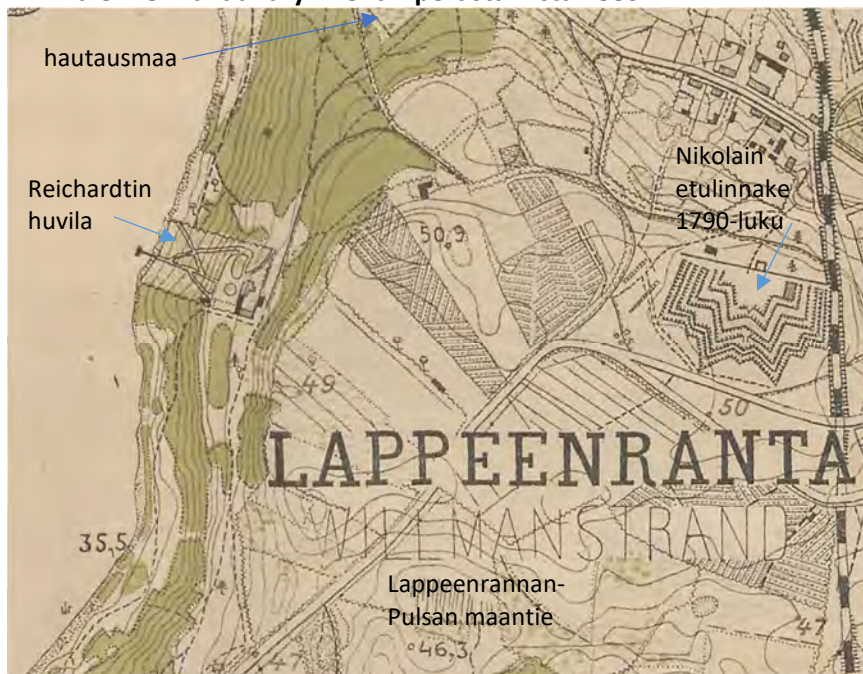 hautausmaa
Reichardtin
huvila
Nikolain
etulinnake
1790-luku
50,9
49
50
LAPPEENRANTA
WILLMANSTRAND
35,5
Lappeenrannan-
Pulsan maantie
46,3
47
47